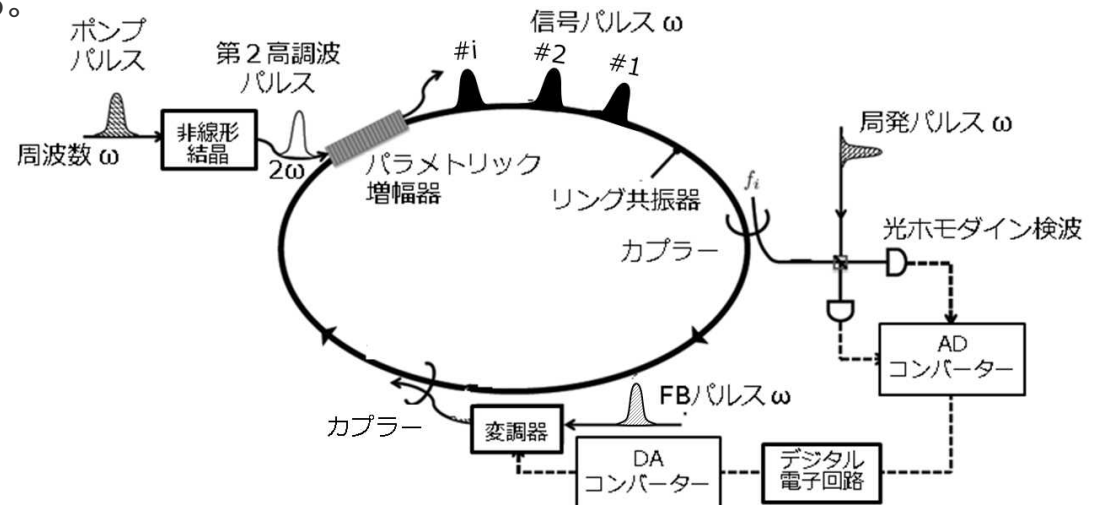 る。
ポンプ
パルス
周波数 ω
非線形
結晶
第2高調波
パルス
2ω
パラメトリック
増幅器
信号パルス ω
#i
#2
#1
リング共振器
カプラー
f_i
局発パルス ω
光ホモダイン検波
AD
コンバーター
デジタル
電子回路
DA
コンバーター
FBパルス ω
変調器
カプラー